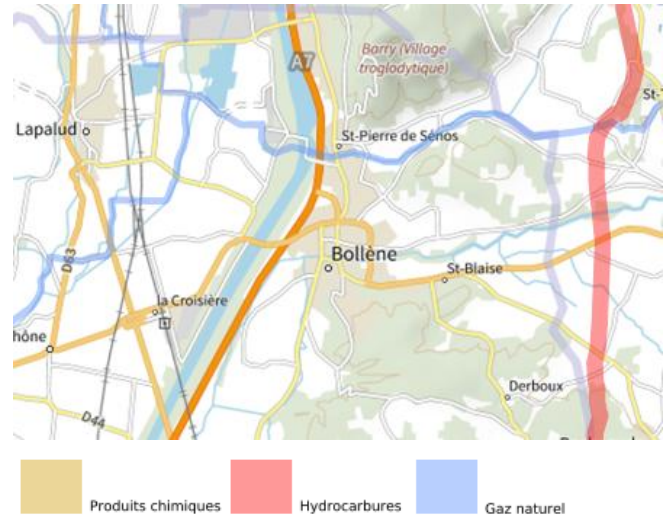 A7
Barry (Village
troglodytique)
St-
Lapalud
St-Pierre de Sénos
D63
Bollène
St-Blaise
la Croisière
hône
Derboux
D44
Produits chimiques
Hydrocarbures
Gaz naturel